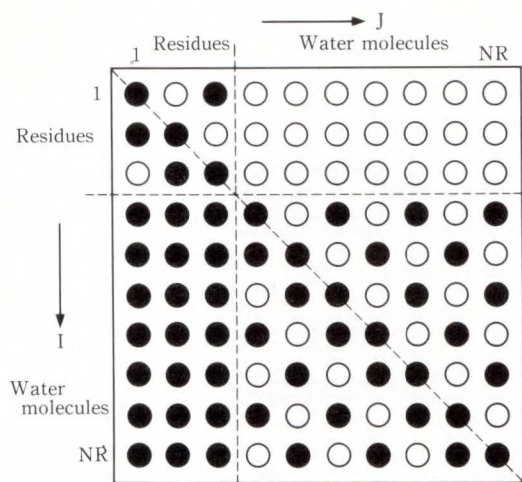 J
Residues Water molecules
1 NR
1
Residues
I
Water
molecules
NR